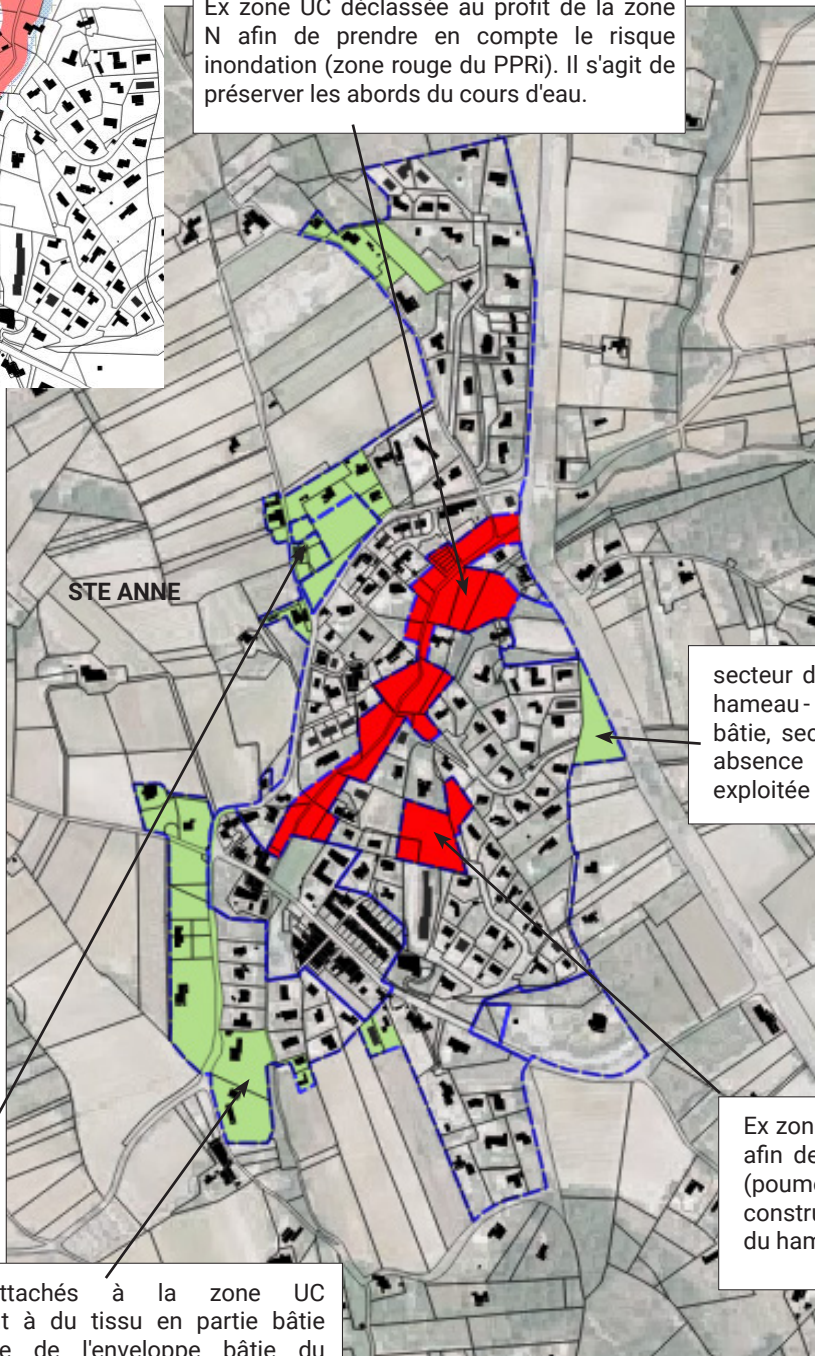 Ex zone UC déclassée au profit de la zone
N afin de prendre en compte le risque
inondation (zone rouge du PPRi). Il s'agit de
préserver les abords du cours d'eau.
STE ANNE
secteur d
hameau -
bâtie, sec
absence
exploitée
Ex zon
afin de
(poum
constru
du ham
ttachés à la zone UC
t à du tissu en partie bâtie
e de l'enveloppe bâtie du